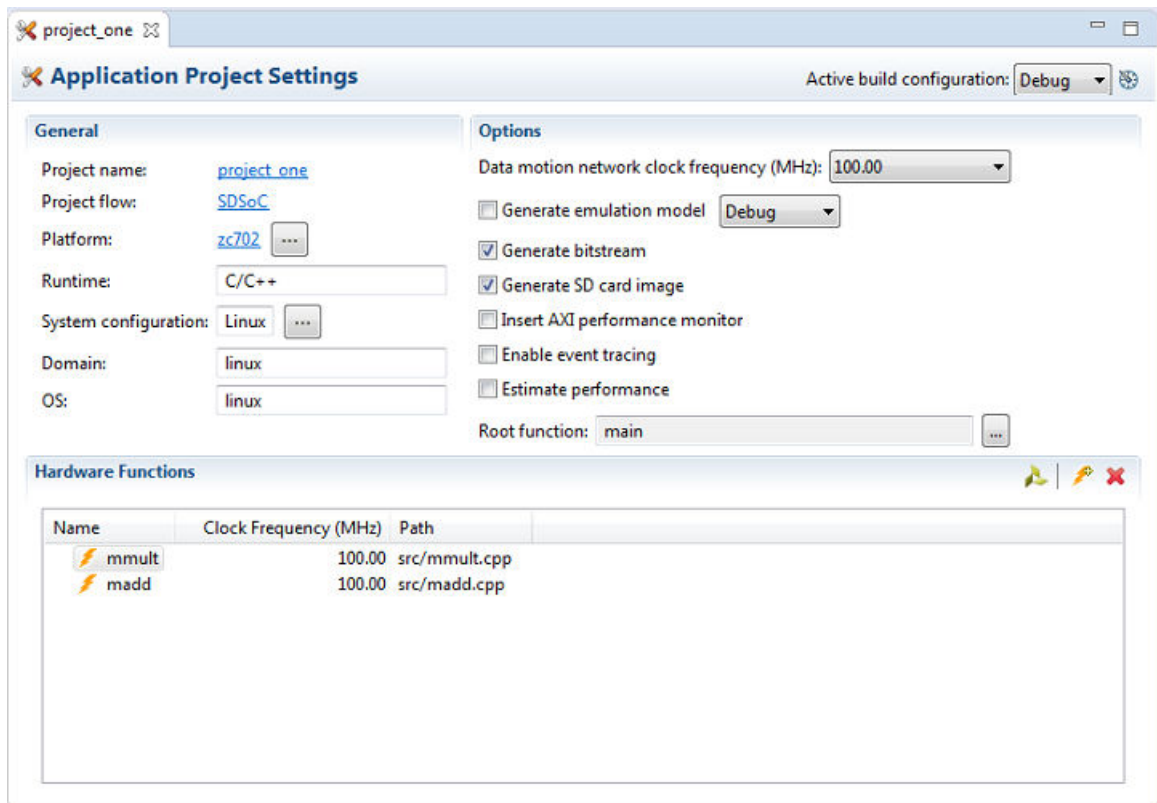 project_one
Application Project Settings
Active build configuration: Debug
General
Project name: project_one
Project flow: SDSoC
Platform: zc702 ...
Runtime: C/C++
System configuration: Linux ...
Domain: linux
OS: linux
Options
Data motion network clock frequency (MHz): 100.00
Generate emulation model Debug
Generate bitstream
Generate SD card image
Insert AXI performance monitor
Enable event tracing
Estimate performance
Root function: main ...
Hardware Functions
Name Clock Frequency (MHz) Path
mmult 100.00 src/mmult.cpp
madd 100.00 src/madd.cpp